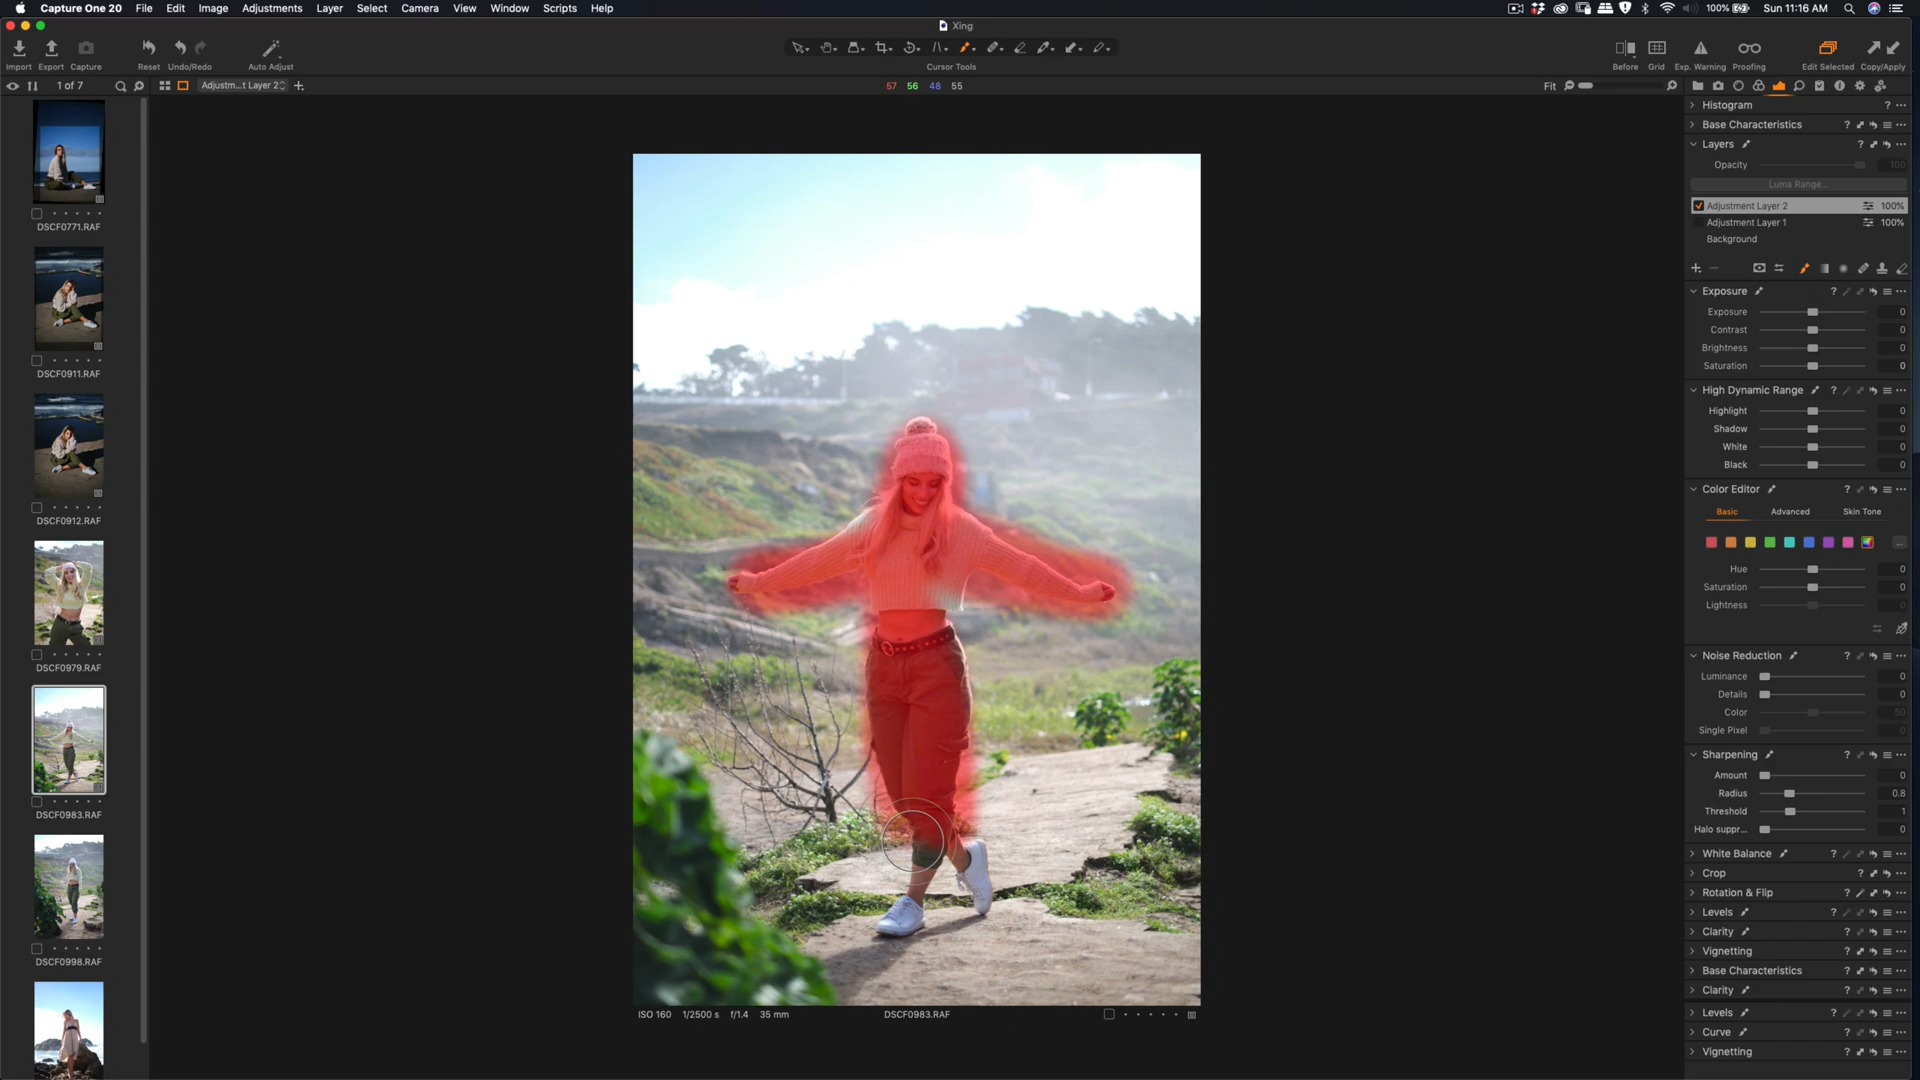 Capture One 20 File Edit Image Adjustments Layer Select Camera View Window Scripts Help
100% Sun 11:16 AM
Xing
Import Export Capture Reset Undo/Redo Auto Adjust
Cursor Tools
Before Grid Exp. Warning Proofing Edit Selected Copy/Apply
1 of 7
Adjustm...t Layer 2
57 56 48 55
Fit
DSCF0771.RAF
DSCF0911.RAF
DSCF0912.RAF
DSCF0979.RAF
DSCF0983.RAF
DSCF0998.RAF
ISO 160 1/2500 s f/1.4 35 mm
DSCF0983.RAF
Histogram ?
Base Characteristics ?
Layers ?
Opacity 100
Luma Range...
Adjustment Layer 2 100%
Adjustment Layer 1 100%
Background
Exposure ?
Exposure 0
Contrast 0
Brightness 0
Saturation 0
High Dynamic Range ?
Highlight 0
Shadow 0
White 0
Black 0
Color Editor ?
Basic Advanced Skin Tone
Hue 0
Saturation 0
Lightness 0
Noise Reduction ?
Luminance 0
Details 0
Color 50
Single Pixel 0
Sharpening ?
Amount 0
Radius 0.8
Threshold 1
Halo suppr... 0
White Balance ?
Crop ?
Rotation & Flip ?
Levels ?
Clarity ?
Vignetting ?
Base Characteristics ?
Clarity ?
Levels ?
Curve ?
Vignetting ?